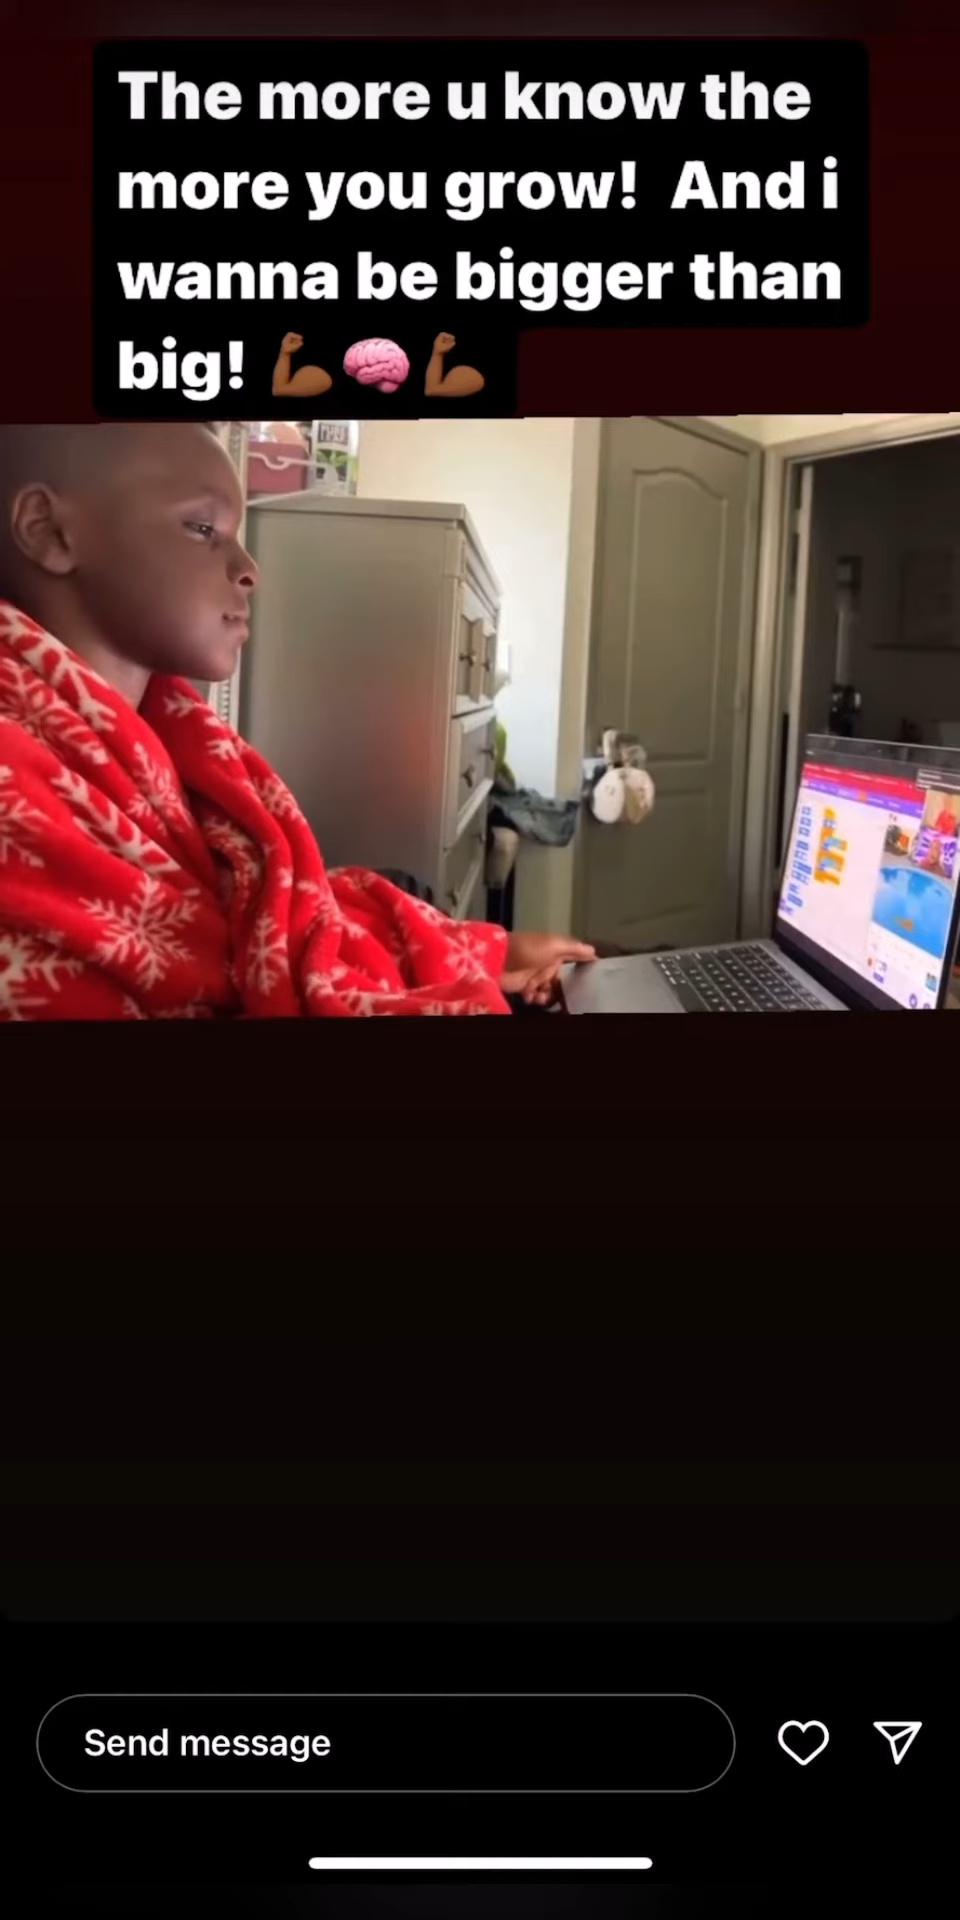 The more u know the
more you grow!  And i
wanna be bigger than
big! 💪🏾🧠💪🏾
Send message